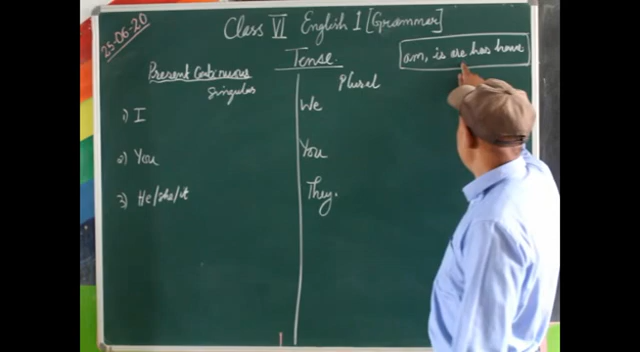 25-06-20
Class VI English I [Grammar]
Tense.
am, is are has have
Present Continuous
Singular
Plural
1) I
We
2) You
You
3) He/she/it
They.